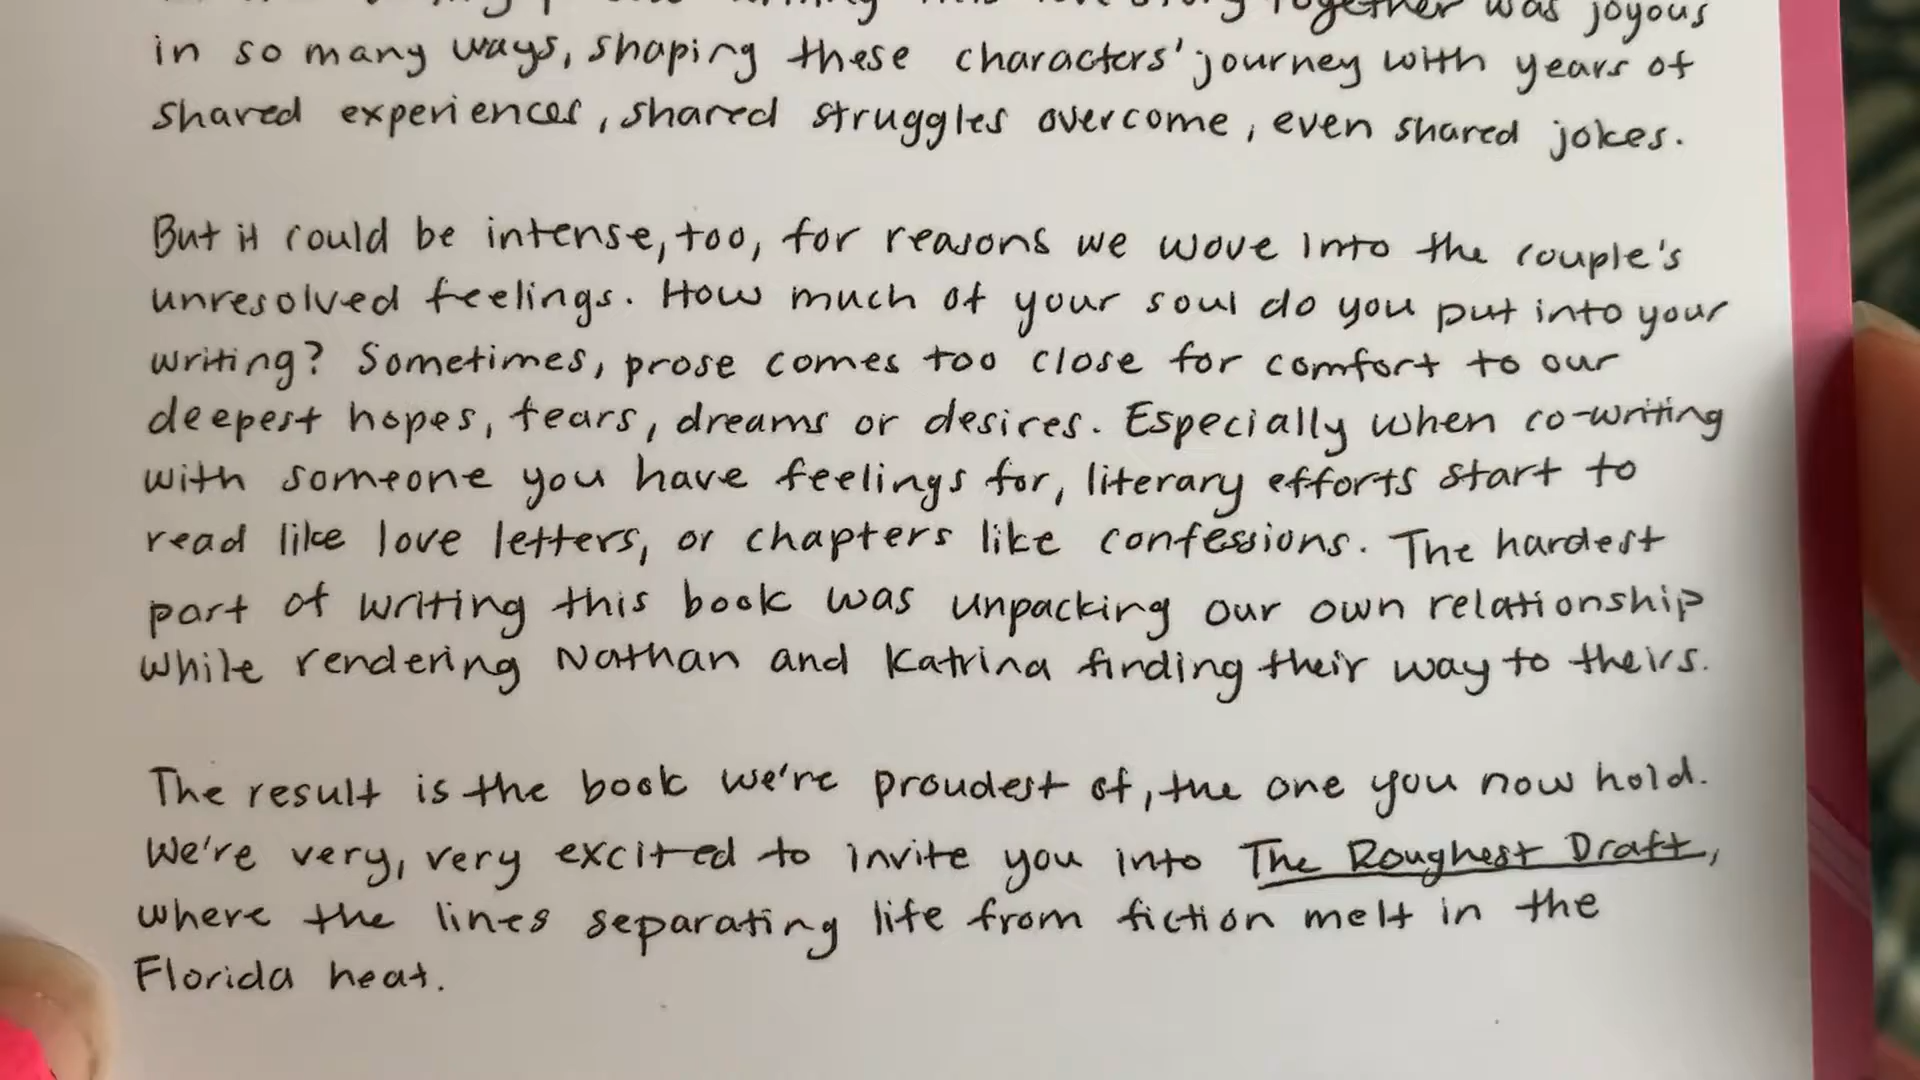 together was joyous
in so many ways, shaping these characters' journey with years of
shared experiences, shared struggles overcome, even shared jokes.
But it could be intense, too, for reasons we wove into the couple's
unresolved feelings. How much of your soul do you put into your
writing? Sometimes, prose comes too close for comfort to our
deepest hopes, fears, dreams or desires. Especially when co-writing
with someone you have feelings for, literary efforts start to
read like love letters, or chapters like confessions. The hardest
part of writing this book was unpacking our own relationship
while rendering Nathan and Katrina finding their way to theirs.
The result is the book we're proudest of, the one you now hold.
We're very, very excited to invite you into The Roughest Draft,
where the lines separating life from fiction melt in the
Florida heat.